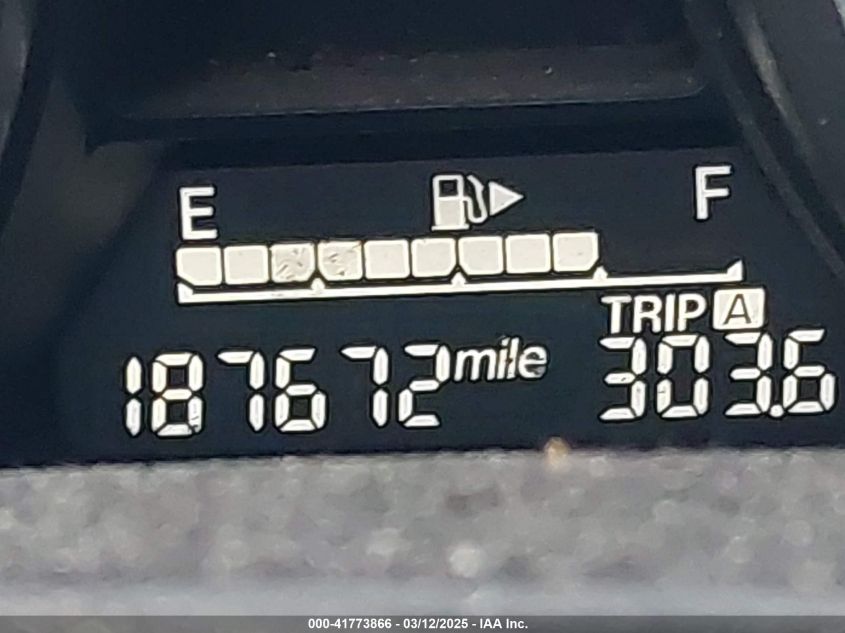 E F
TRIP A
187672 mile 303.6
000-41773866 - 03/12/2025 - IAA Inc.